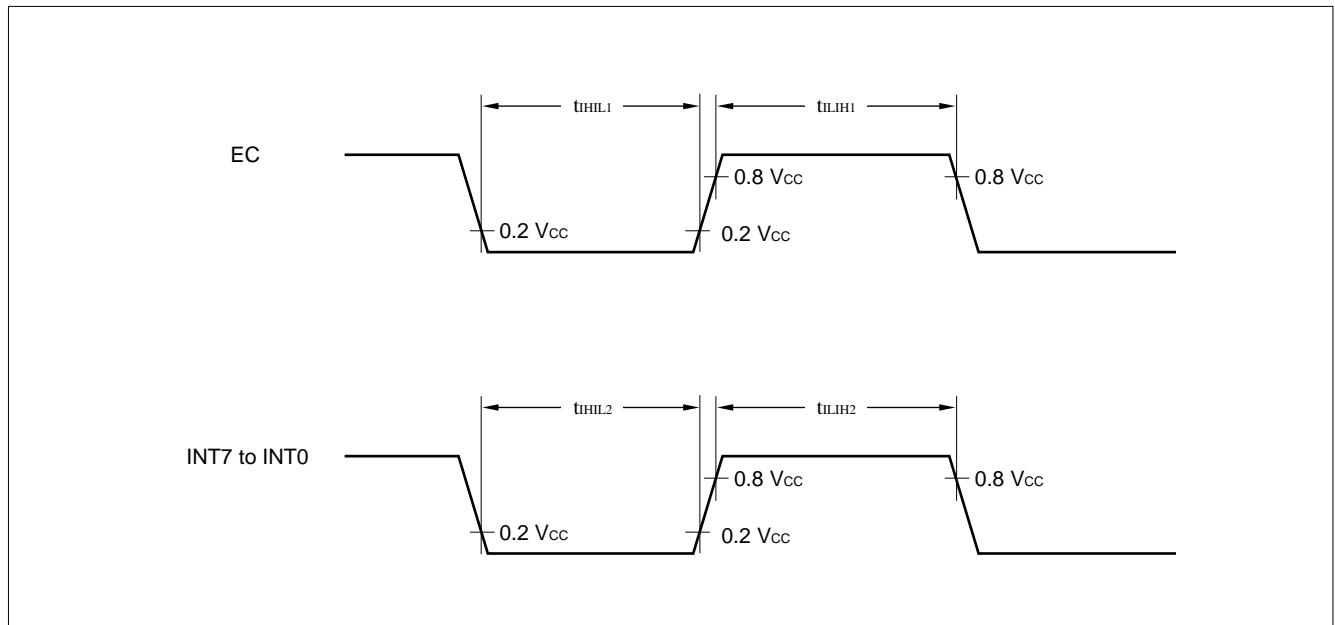 tIHIL1 tILIH1
EC
0.8 VCC 0.8 VCC
0.2 VCC 0.2 VCC
tIHIL2 tILIH2
INT7 to INT0
0.8 VCC 0.8 VCC
0.2 VCC 0.2 VCC